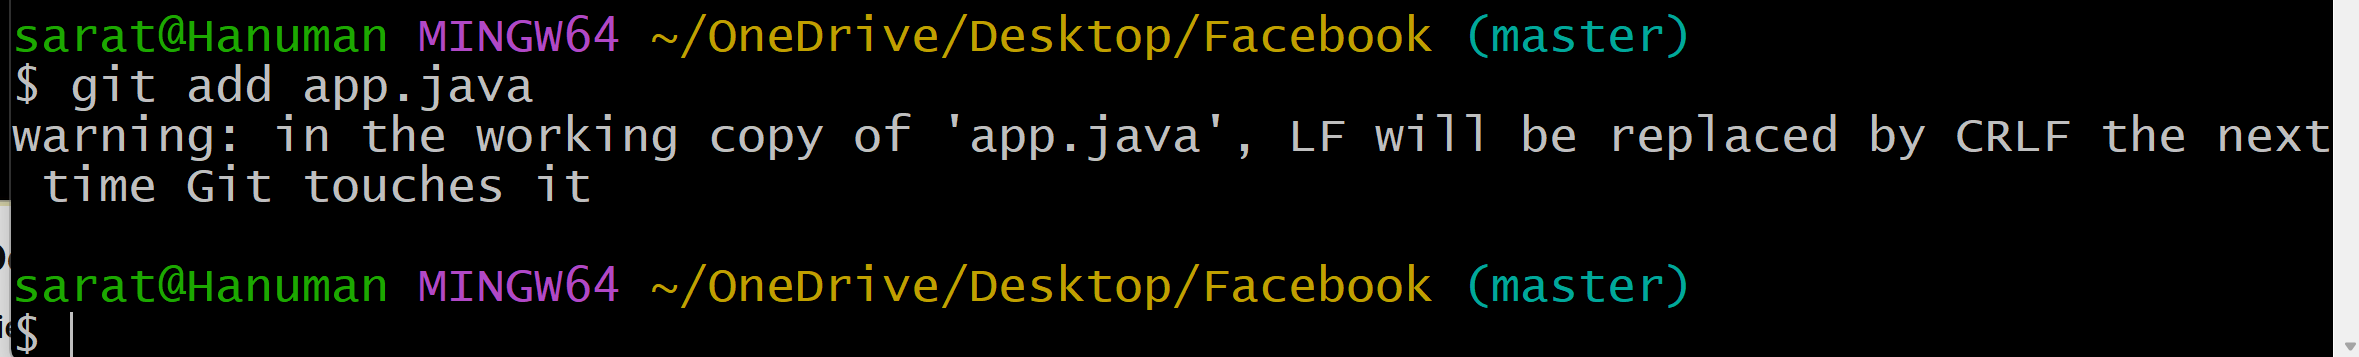 sarat@Hanuman MINGW64 ~/OneDrive/Desktop/Facebook (master)
$ git add app.java
warning: in the working copy of 'app.java', LF will be replaced by CRLF the next
 time Git touches it
sarat@Hanuman MINGW64 ~/OneDrive/Desktop/Facebook (master)
$